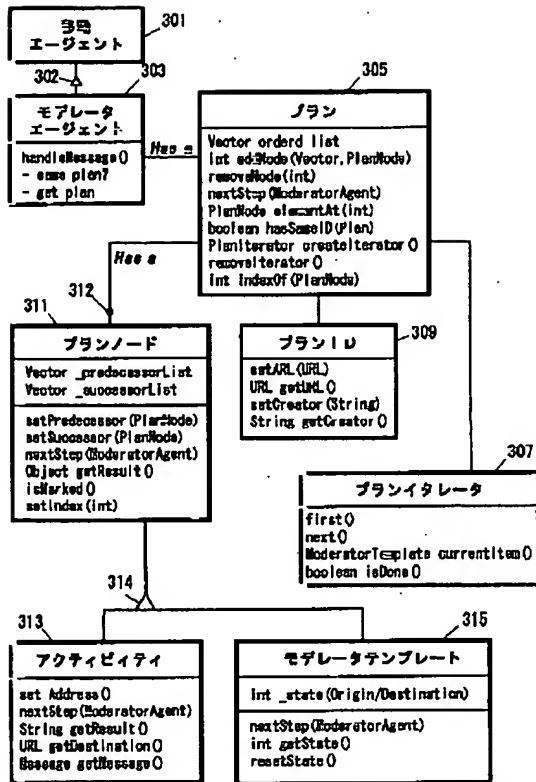 移動
エージェント
301
302
303
モデレータ
エージェント
handleMessage()
- same plan?
- get plan
Has a
305
プラン
Vector orderd list
int addNode(Vector,PlanNode)
removeNode(int)
nextStep(ModeratorAgent)
PlanNode elementAt(int)
boolean hasSameID(Plan)
PlanIterator createIterator()
removeIterator()
int indexOf(PlanNode)
Has a
312
311
プランノード
Vector _predecessorList
Vector _successorList
setPredecessor(PlanNode)
setSuccessor(PlanNode)
nextStep(ModeratorAgent)
Object getResult()
isMarked()
setIndex(int)
プランID
309
setARL(URL)
URL getURL()
setCreator(String)
String getCreator()
307
プランイタレータ
first()
next()
ModeratorTemplate currentItem()
boolean isDone()
314
313
アクティビィティ
set Address()
nextStep(ModeratorAgent)
String getResult()
URL getDestination()
Message getMessage()
315
モデレータテンプレート
int _state(Origin/Destination)
nextStep(ModeratorAgent)
int getState()
resetState()